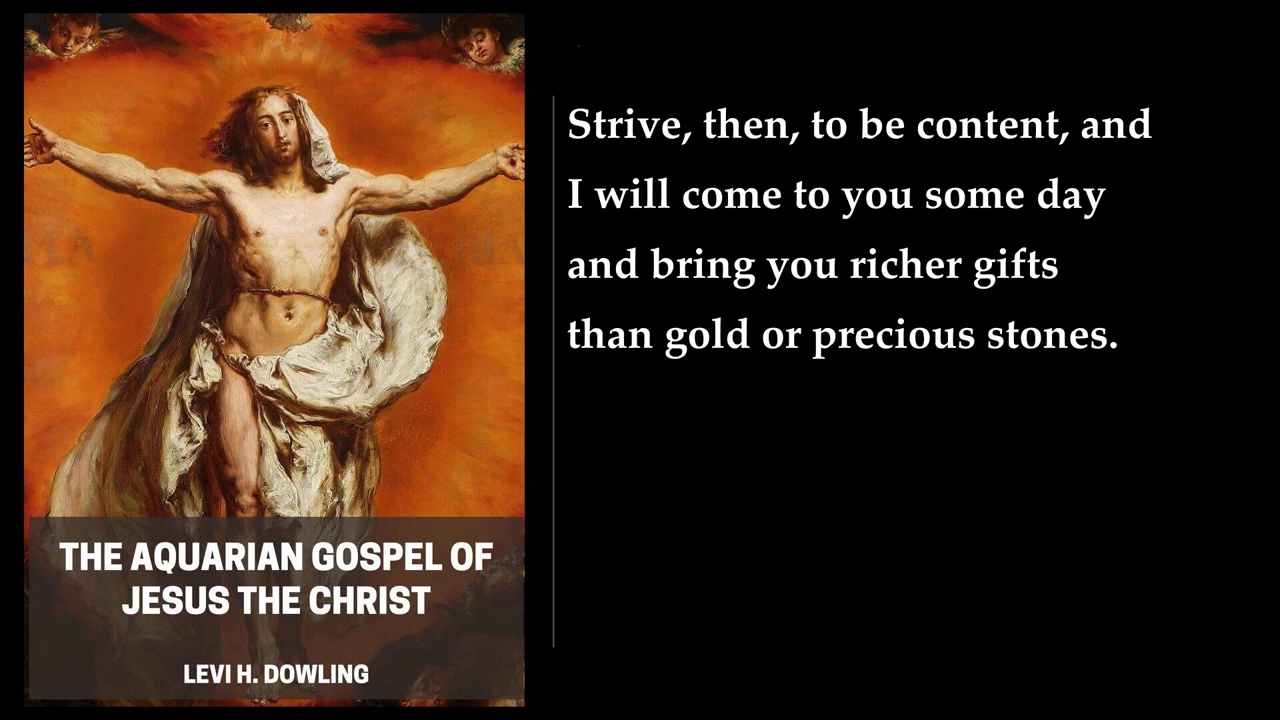 Strive, then, to be content, and
I will come to you some day
and bring you richer gifts
than gold or precious stones.
THE AQUARIAN GOSPEL OF
JESUS THE CHRIST
LEVI H. DOWLING